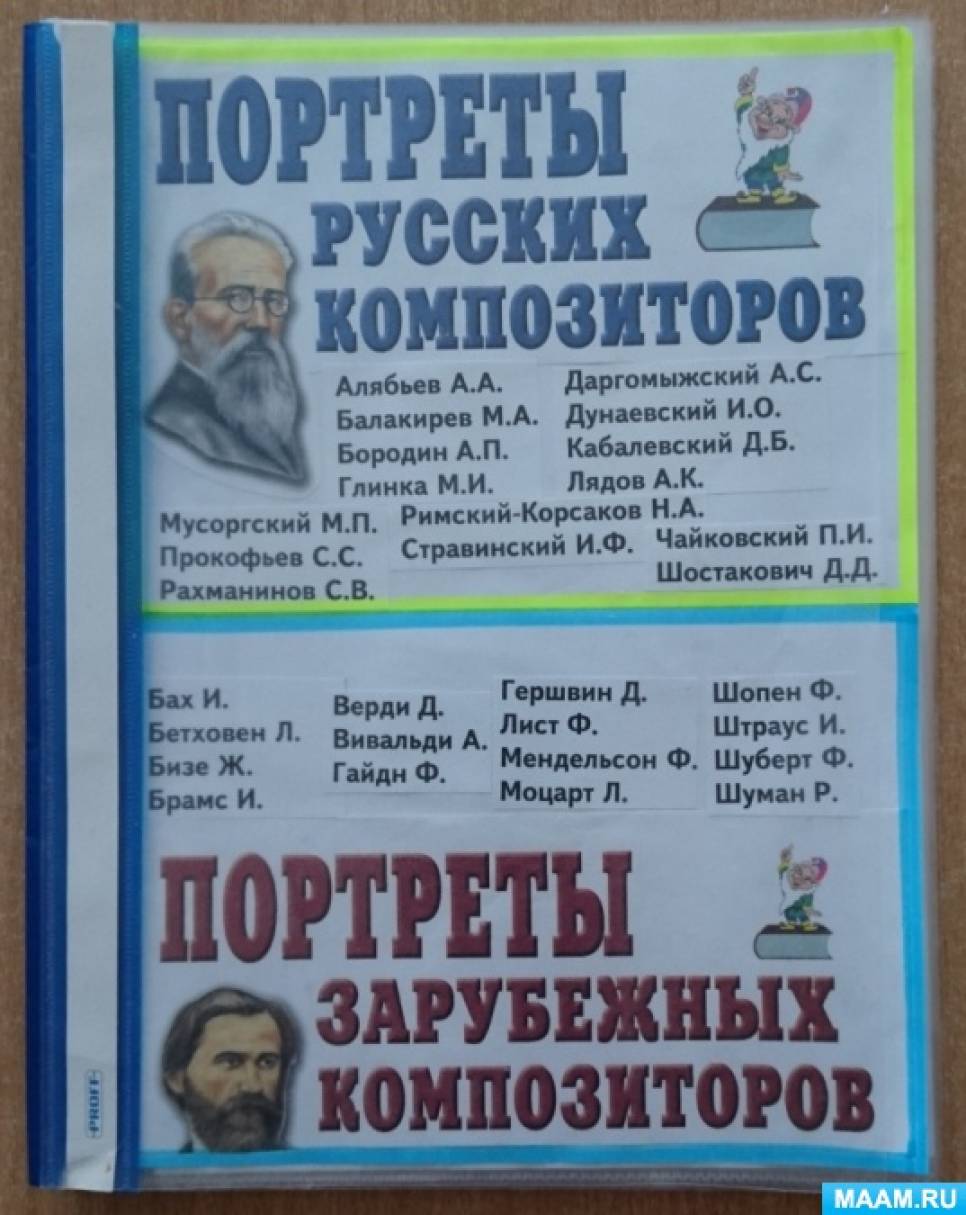 ПОРТРЕТЫ
РУССКИХ
КОМПОЗИТОРОВ
Алябьев А.А.
Балакирев М.А.
Бородин А.П.
Глинка М.И.
Даргомыжский А.С.
Дунаевский И.О.
Кабалевский Д.Б.
Лядов А.К.
Мусоргский М.П.
Прокофьев С.С.
Рахманинов С.В.
Римский-Корсаков Н.А.
Стравинский И.Ф.
Чайковский П.И.
Шостакович Д.Д.
Бах И.
Бетховен Л.
Бизе Ж.
Брамс И.
Верди Д.
Вивальди А.
Гайдн Ф.
Гершвин Д.
Лист Ф.
Мендельсон Ф.
Моцарт Л.
Шопен Ф.
Штраус И.
Шуберт Ф.
Шуман Р.
ПОРТРЕТЫ
ЗАРУБЕЖНЫХ
КОМПОЗИТОРОВ
PROFF
MAAM.RU